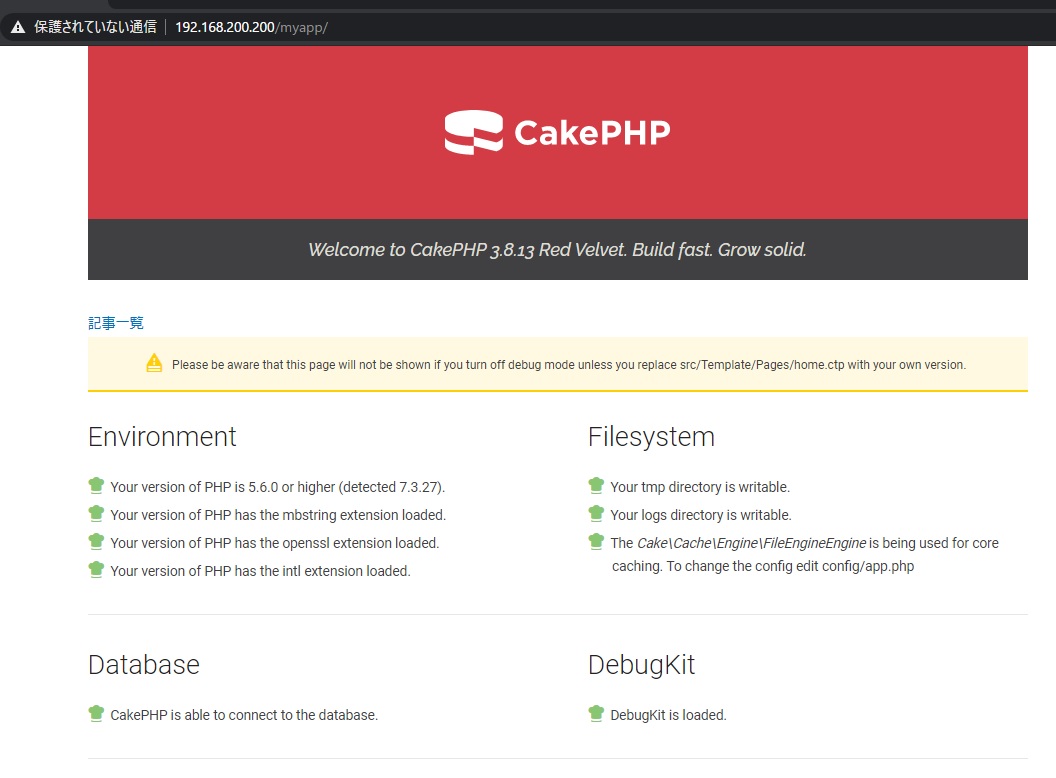 保護されていない通信 192.168.200.200/myapp/
CakePHP
Welcome to CakePHP 3.8.13 Red Velvet. Build fast. Grow solid.
記事一覧
Please be aware that this page will not be shown if you turn off debug mode unless you replace src/Template/Pages/home.ctp with your own version.
Environment
Your version of PHP is 5.6.0 or higher (detected 7.3.27).
Your version of PHP has the mbstring extension loaded.
Your version of PHP has the openssl extension loaded.
Your version of PHP has the intl extension loaded.
Filesystem
Your tmp directory is writable.
Your logs directory is writable.
The Cake\Cache\Engine\FileEngineEngine is being used for core
caching. To change the config edit config/app.php
Database
CakePHP is able to connect to the database.
DebugKit
DebugKit is loaded.